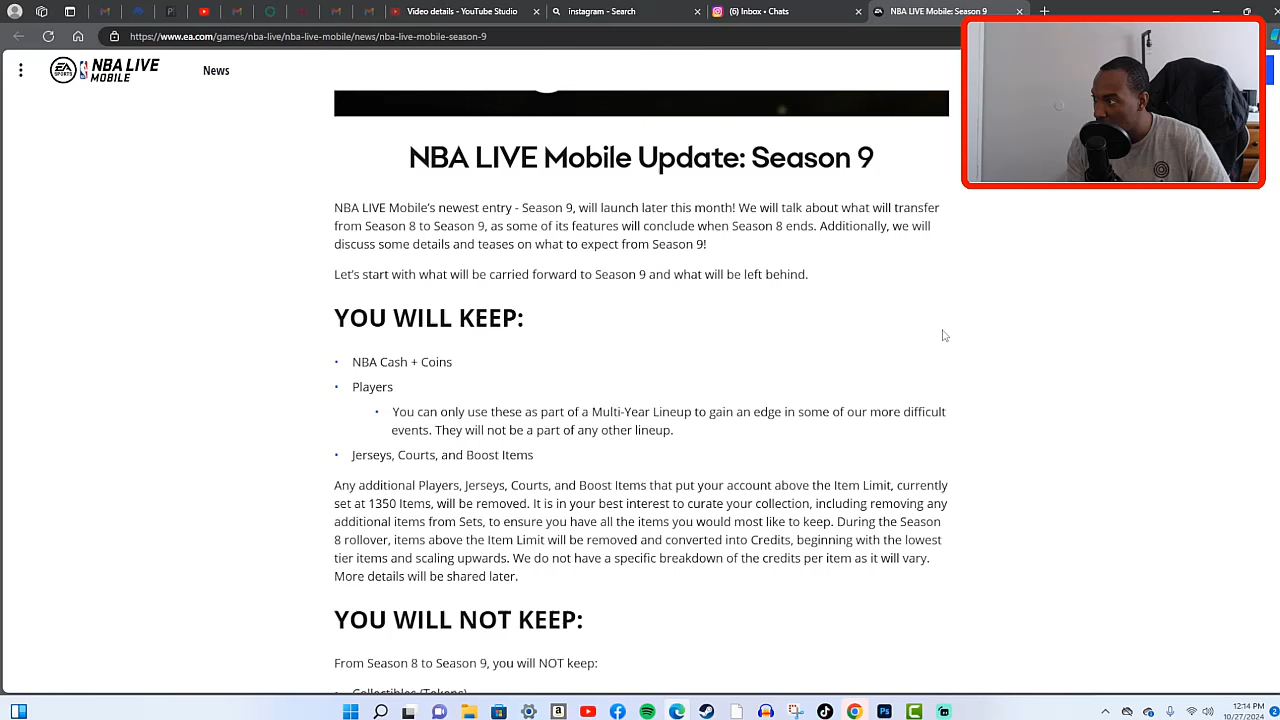 Video details - YouTube Studio
instagram - Search
(6) Inbox • Chats
NBA LIVE Mobile: Season 9
https://www.ea.com/games/nba-live/nba-live-mobile/news/nba-live-mobile-season-9
EA SPORTS NBA LIVE MOBILE
News
NBA LIVE Mobile Update: Season 9
NBA LIVE Mobile’s newest entry - Season 9, will launch later this month! We will talk about what will transfer
from Season 8 to Season 9, as some of its features will conclude when Season 8 ends. Additionally, we will
discuss some details and teases on what to expect from Season 9!
Let’s start with what will be carried forward to Season 9 and what will be left behind.
YOU WILL KEEP:
• NBA Cash + Coins
• Players
• You can only use these as part of a Multi-Year Lineup to gain an edge in some of our more difficult
events. They will not be a part of any other lineup.
• Jerseys, Courts, and Boost Items
Any additional Players, Jerseys, Courts, and Boost Items that put your account above the Item Limit, currently
set at 1350 Items, will be removed. It is in your best interest to curate your collection, including removing any
additional items from Sets, to ensure you have all the items you would most like to keep. During the Season
8 rollover, items above the Item Limit will be removed and converted into Credits, beginning with the lowest
tier items and scaling upwards. We do not have a specific breakdown of the credits per item as it will vary.
More details will be shared later.
YOU WILL NOT KEEP:
From Season 8 to Season 9, you will NOT keep:
• Collectibles (Tokens)
12:14 PM
10/27/2024